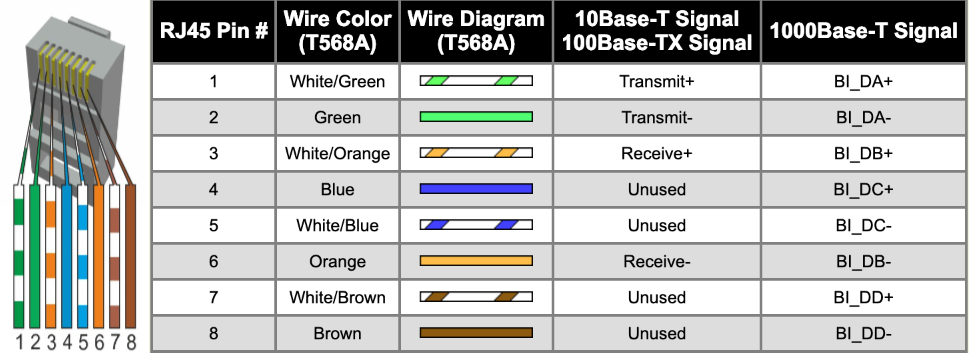 RJ45 Pin # Wire Color (T568A) Wire Diagram (T568A) 10Base-T Signal 100Base-TX Signal 1000Base-T Signal
1 White/Green Transmit+ BI_DA+
2 Green Transmit- BI_DA-
3 White/Orange Receive+ BI_DB+
4 Blue Unused BI_DC+
5 White/Blue Unused BI_DC-
6 Orange Receive- BI_DB-
7 White/Brown Unused BI_DD+
8 Brown Unused BI_DD-
1 2 3 4 5 6 7 8